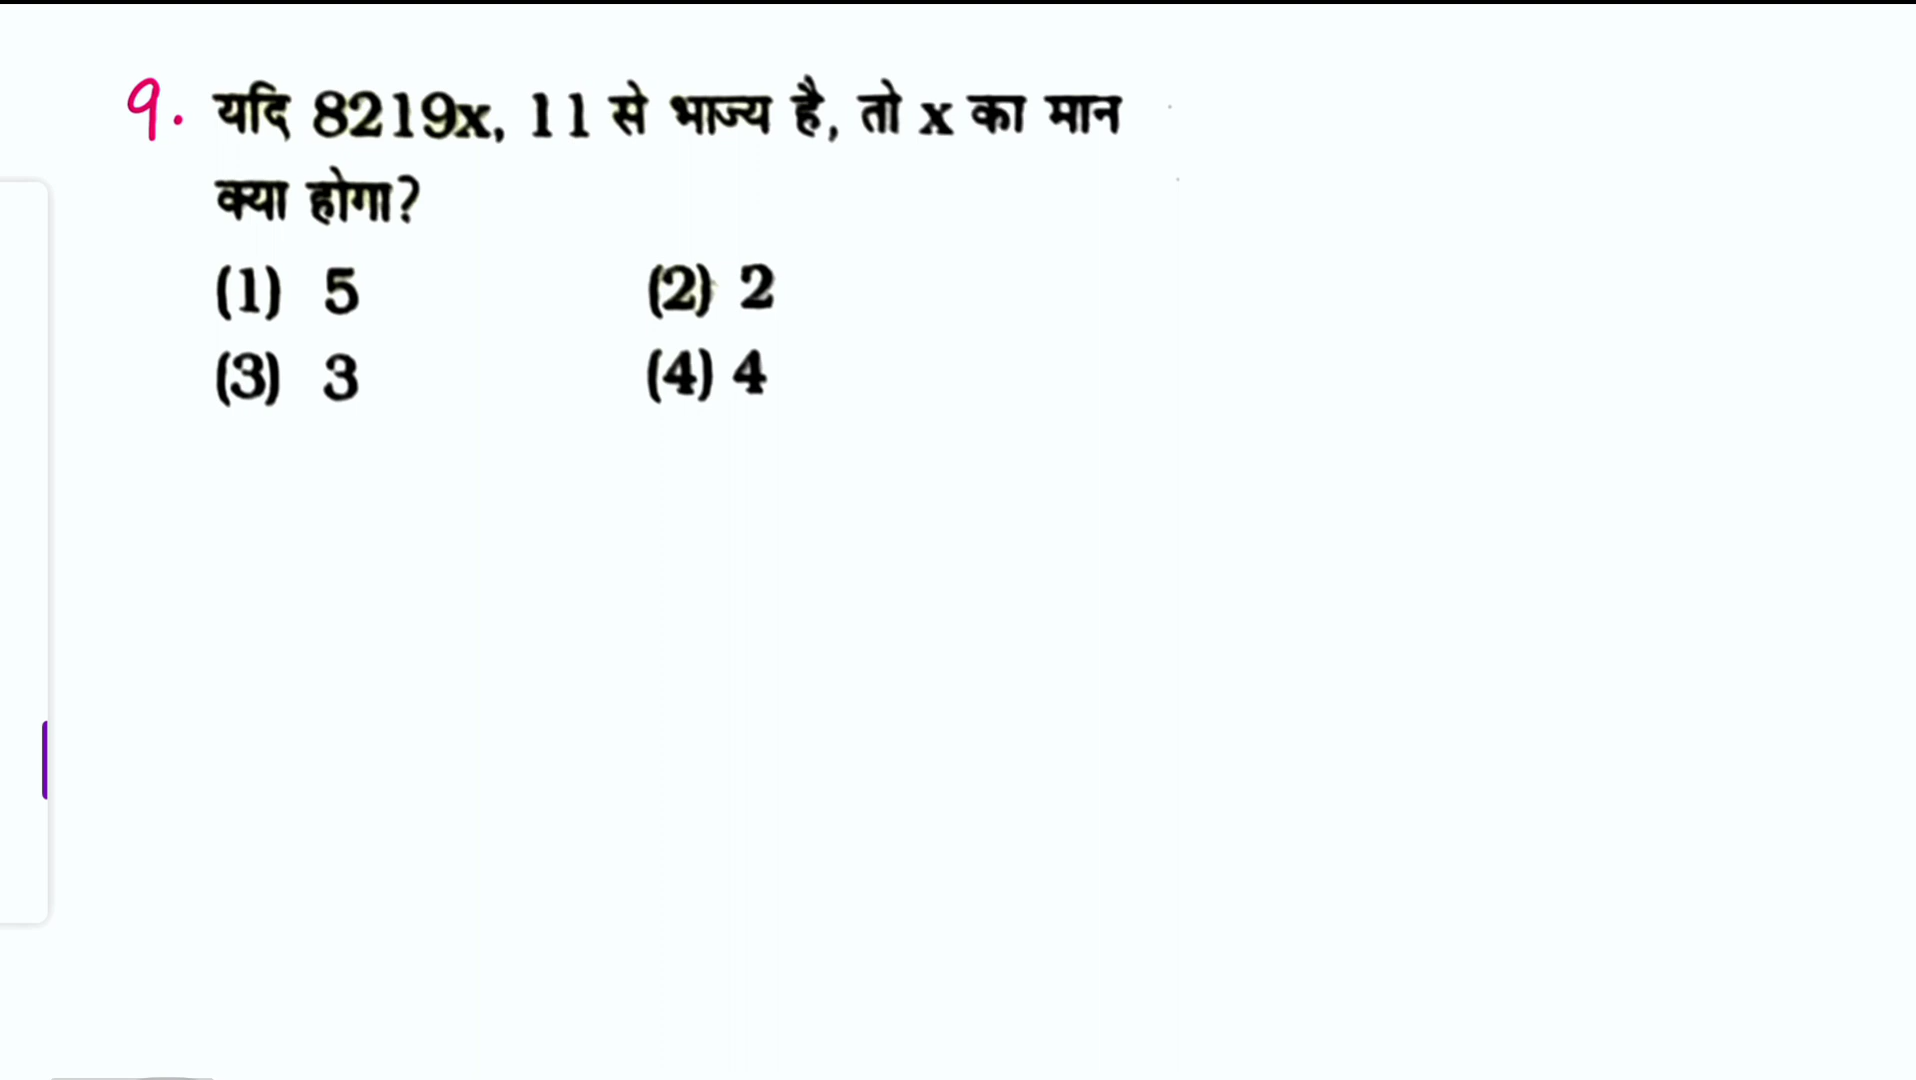 9. यदि 8219x, 11 से भाज्य है, तो x का मान
क्या होगा?
(1) 5 (2) 2
(3) 3 (4) 4